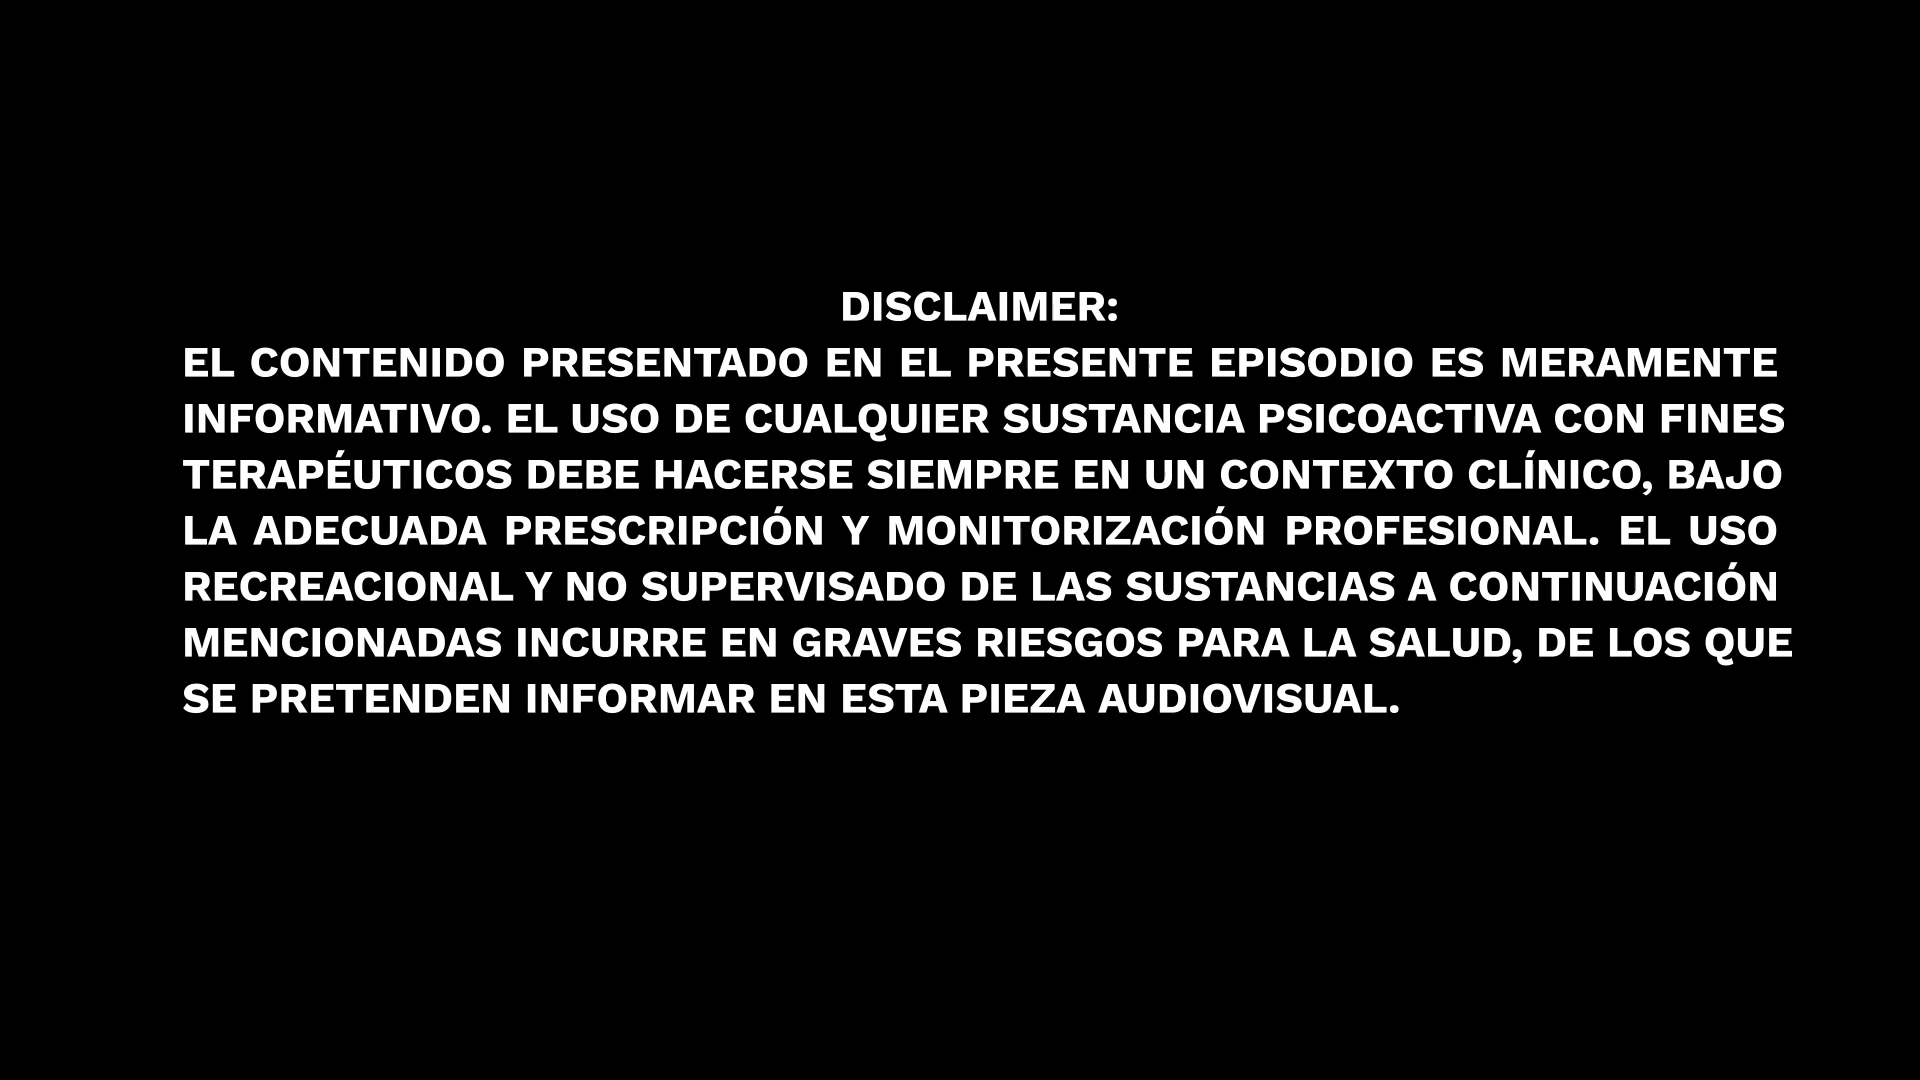 DISCLAIMER:
EL CONTENIDO PRESENTADO EN EL PRESENTE EPISODIO ES MERAMENTE
INFORMATIVO. EL USO DE CUALQUIER SUSTANCIA PSICOACTIVA CON FINES
TERAPÉUTICOS DEBE HACERSE SIEMPRE EN UN CONTEXTO CLÍNICO, BAJO
LA ADECUADA PRESCRIPCIÓN Y MONITORIZACIÓN PROFESIONAL. EL USO
RECREACIONAL Y NO SUPERVISADO DE LAS SUSTANCIAS A CONTINUACIÓN
MENCIONADAS INCURRE EN GRAVES RIESGOS PARA LA SALUD, DE LOS QUE
SE PRETENDEN INFORMAR EN ESTA PIEZA AUDIOVISUAL.